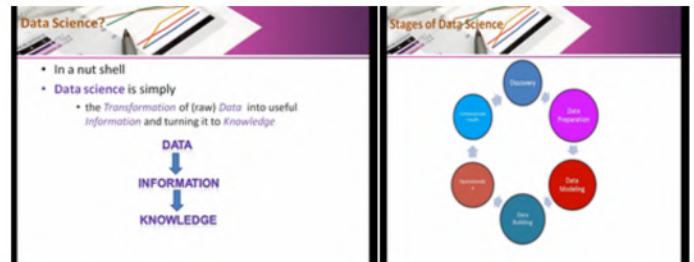 Data Science?
• In a nut shell
• Data science is simply
• the Transformation of (raw) Data into useful
Information and turning it to Knowledge
DATA
INFORMATION
KNOWLEDGE
Stages of Data Science
Discovery
Data
Preparation
Data
Modeling
Data
Building